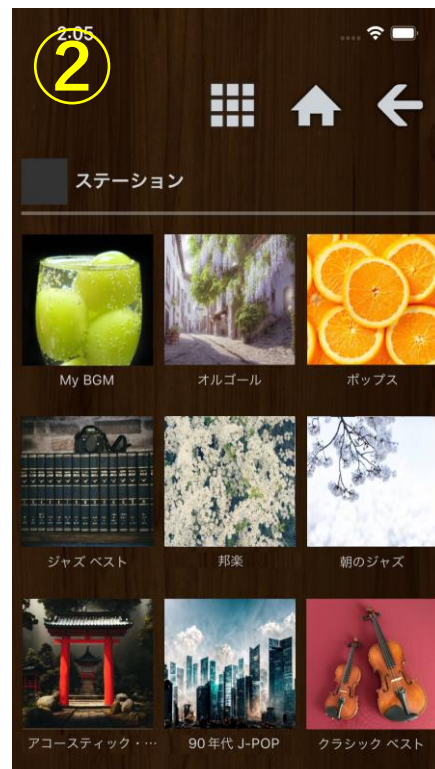 2:05
②
ステーション
My BGM
オルゴール
ポップス
ジャズ ベスト
邦楽
朝のジャズ
アコースティック・…
90年代 J-POP
クラシック ベスト